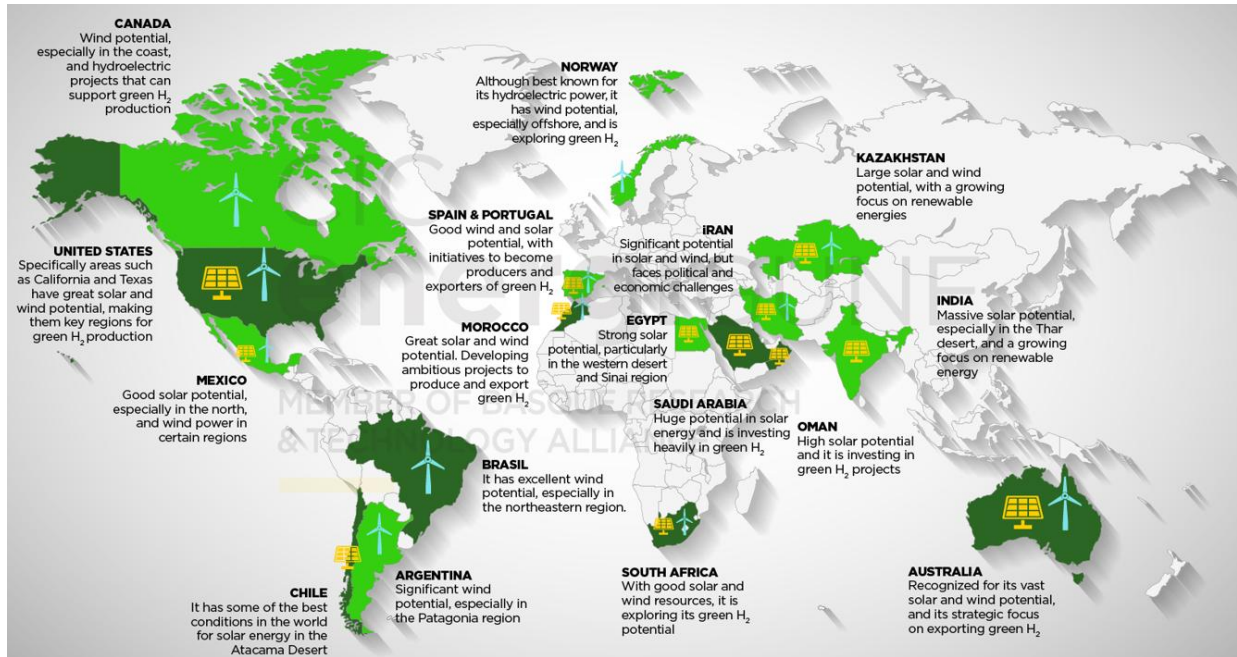 CANADA
Wind potential,
especially in the coast,
and hydroelectric
projects that can
support green H₂
production
NORWAY
Although best known for
its hydroelectric power, it
has wind potential,
especially offshore, and is
exploring green H₂
KAZAKHSTAN
Large solar and wind
potential, with a growing
focus on renewable
energies
UNITED STATES
Specifically areas such
as California and Texas
have great solar and
wind potential, making
them key regions for
green H₂ production
SPAIN & PORTUGAL
Good wind and solar
potential, with
initiatives to become
producers and
exporters of green H₂
iRAN
Significant potential
in solar and wind, but
faces political and
economic challenges
INDIA
Massive solar potential,
especially in the Thar
desert, and a growing
focus on renewable
energy
MOROCCO
Great solar and wind
potential. Developing
ambitious projects to
produce and export
green H₂
EGYPT
Strong solar
potential, particularly
in the western desert
and Sinai region
MEXICO
Good solar potential,
especially in the north,
and wind power in
certain regions
SAUDI ARABIA
Huge potential in solar
energy and is investing
heavily in green H₂
OMAN
High solar potential
and it is investing in
green H₂ projects
BRASIL
It has excellent wind
potential, especially in
the northeastern region.
CHILE
It has some of the best
conditions in the world
for solar energy in the
Atacama Desert
ARGENTINA
Significant wind
potential, especially in
the Patagonia region
SOUTH AFRICA
With good solar and
wind resources, it is
exploring its green H₂
potential
AUSTRALIA
Recognized for its vast
solar and wind potential,
and its strategic focus
on exporting green H₂
MEMBER OF BASQUE RESEARCH
& TECHNOLOGY ALLIANCE